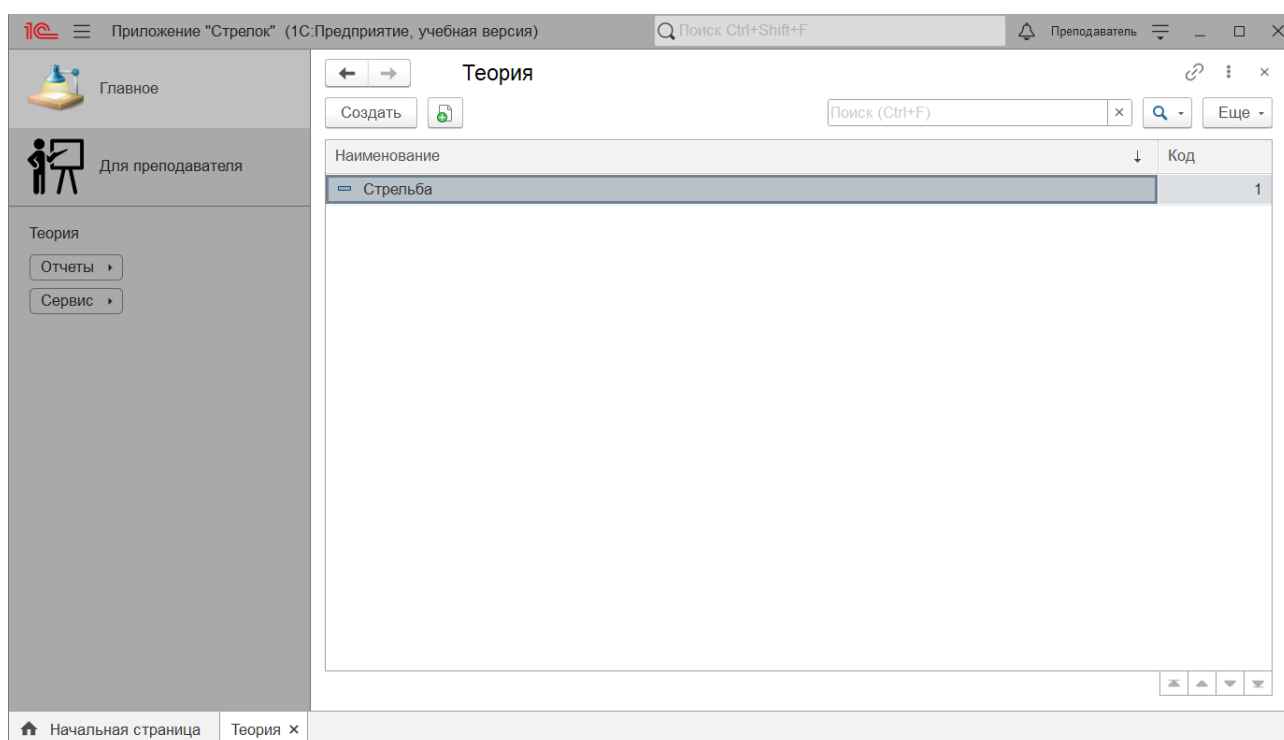 1С Приложение "Стрелок" (1С:Предприятие, учебная версия) Поиск Ctrl+Shift+F Преподаватель
Главное
Для преподавателя
Теория
Отчеты
Сервис
Теория
Создать Поиск (Ctrl+F) × Еще
Наименование ↓ Код
Стрельба 1
Начальная страница Теория ×